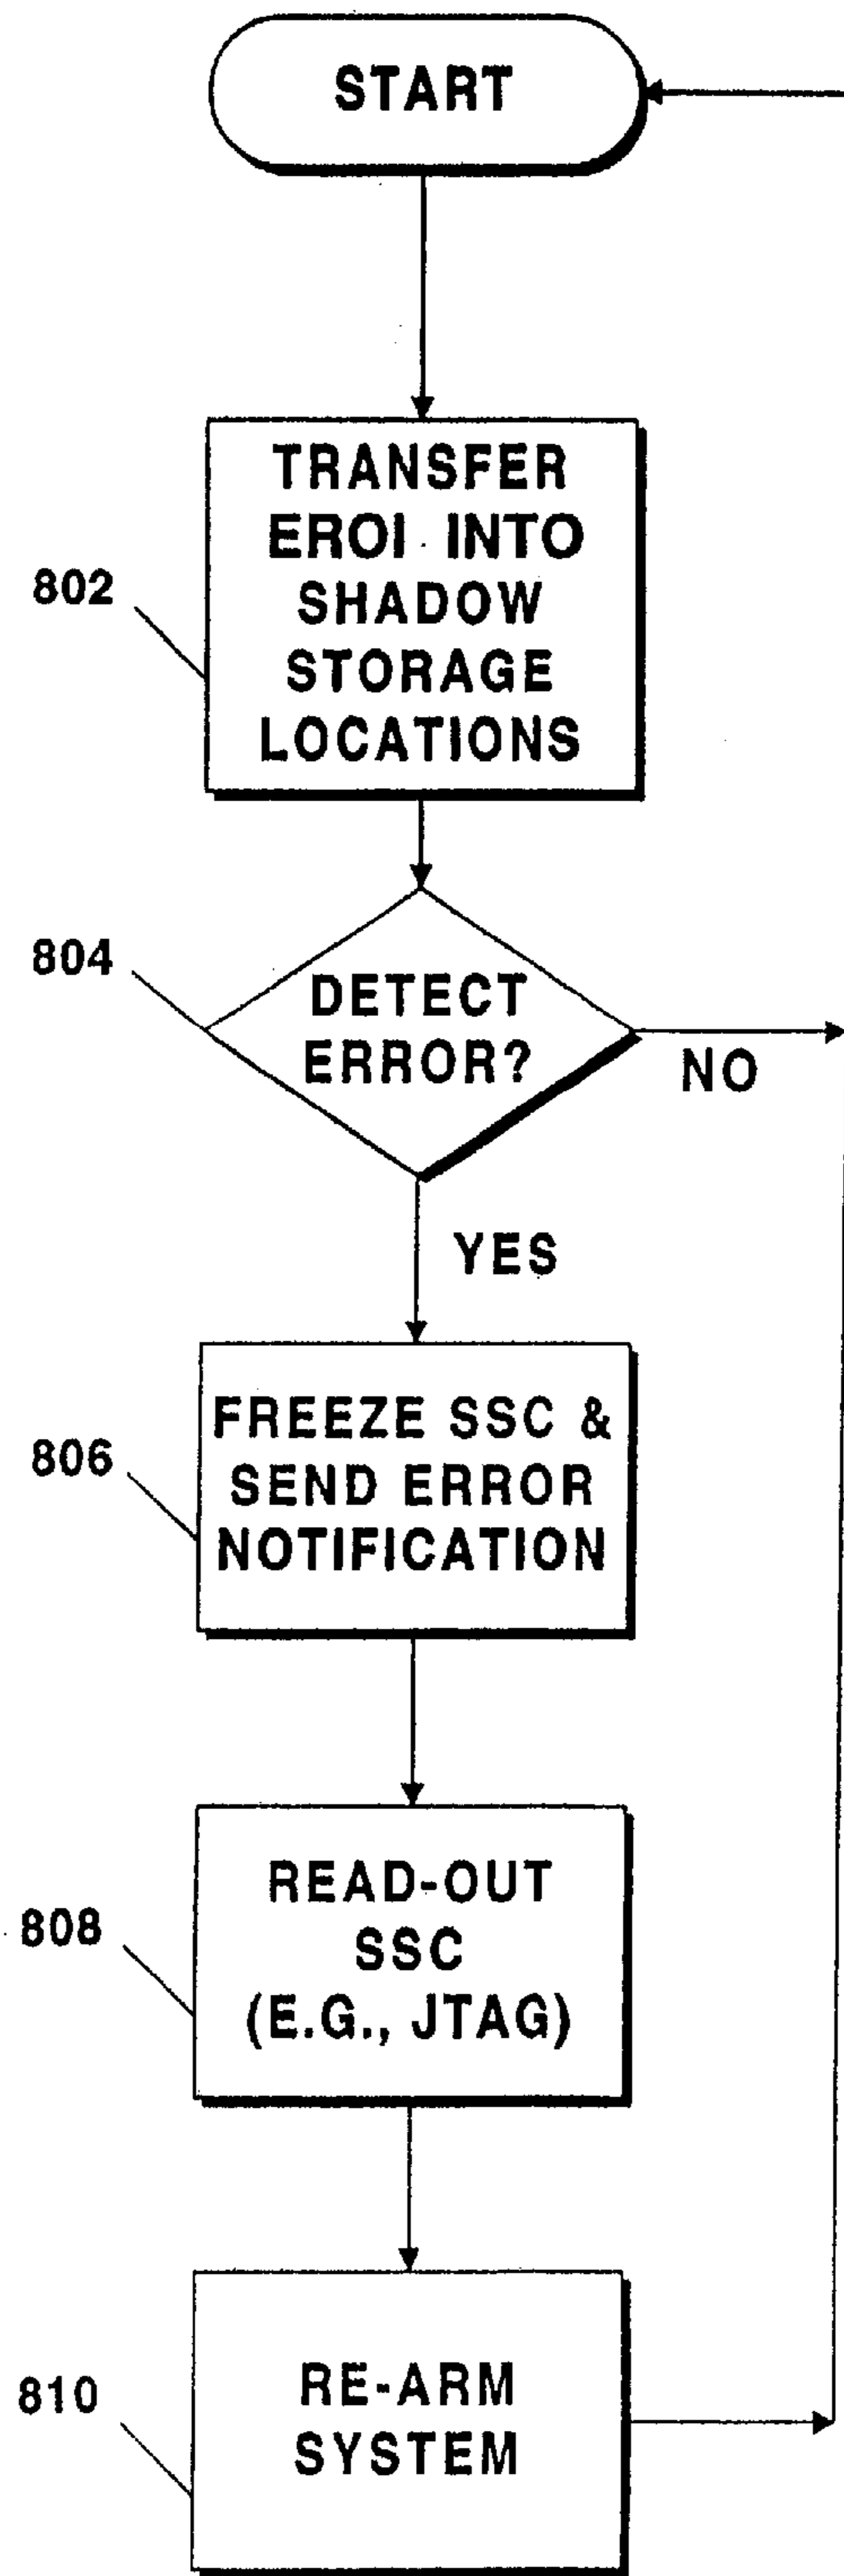 START
TRANSFER
EROI INTO
SHADOW
STORAGE
LOCATIONS
802
804
DETECT
ERROR?
NO
YES
FREEZE SSC &
SEND ERROR
NOTIFICATION
806
READ-OUT
SSC
(E.G., JTAG)
808
RE-ARM
SYSTEM
810